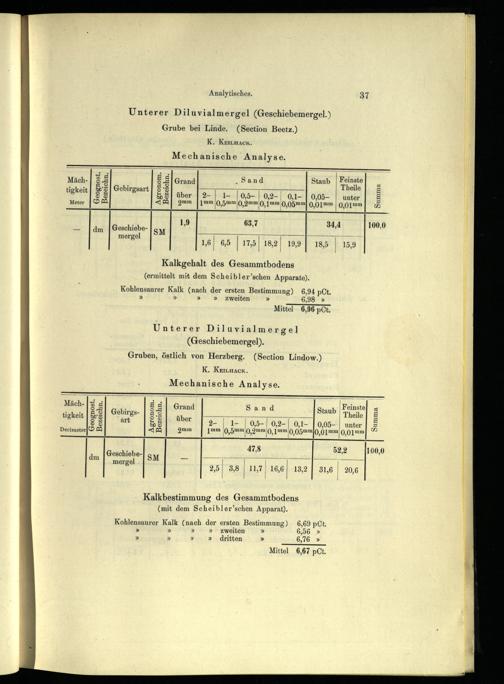 Analytisches. 37
Unterer Diluvialmergel (Geschiebemergel.)
Grube bei Linde. (Section Beetz.)
K. Keilhack.
Mechanische Analyse.
Mäch-tigkeit Meter | Geognost. Bezeichn. | Gebirgsart | Agronom. Bezeichn. | Grand über 2mm | Sand | Staub | Feinste Theile | Summa
2–1mm | 1–0,5mm | 0,5–0,2mm | 0,2–0,1mm | 0,1–0,05mm | 0,05–0,01mm | unter 0,01mm
— | dm | Geschiebe-mergel | SM | 1,9 | 63,7 | 34,4 | 100,0
1,6 | 6,5 | 17,5 | 18,2 | 19,9 | 18,5 | 15,9
Kalkgehalt des Gesammtbodens
(ermittelt mit dem Scheibler'schen Apparate).
Kohlensaurer Kalk (nach der ersten Bestimmung) 6,94 pCt.
» » » » zweiten » 6,98 »
Mittel 6,96 pCt.
Unterer Diluvialmergel
(Geschiebemergel).
Gruben, östlich von Herzberg. (Section Lindow.)
K. Keilhack.
Mechanische Analyse.
Mäch-tigkeit Decimeter | Geognost. Bezeichn. | Gebirgs-art | Agronom. Bezeichn. | Grand über 2mm | Sand | Staub | Feinste Theile | Summa
2–1mm | 1–0,5mm | 0,5–0,2mm | 0,2–0,1mm | 0,1–0,05mm | 0,05–0,01mm | unter 0,01mm
dm | Geschiebe-mergel | SM | — | 47,8 | 52,2 | 100,0
2,5 | 3,8 | 11,7 | 16,6 | 13,2 | 31,6 | 20,6
Kalkbestimmung des Gesammtbodens
(mit dem Scheibler'schen Apparat).
Kohlensaurer Kalk (nach der ersten Bestimmung) 6,69 pCt.
» » » » zweiten » 6,56 »
» » » » dritten » 6,76 »
Mittel 6,67 pCt.